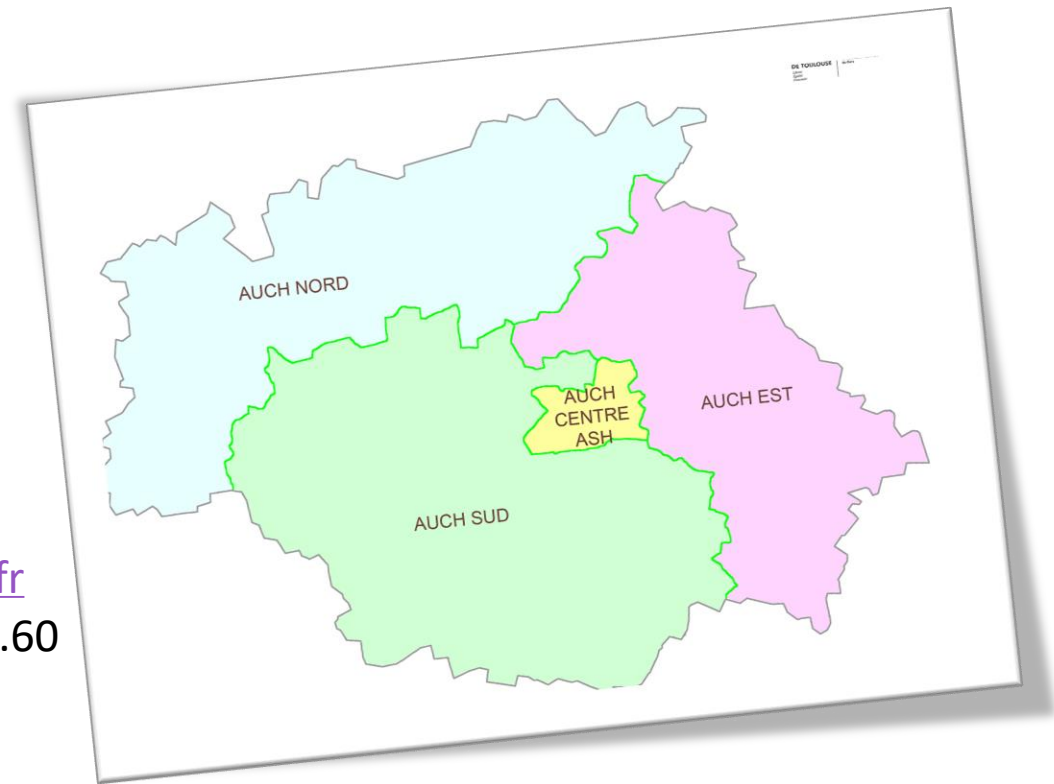 DE TOULOUSE
AUCH NORD
AUCH EST
AUCH
CENTRE
ASH
AUCH SUD
fr
.60